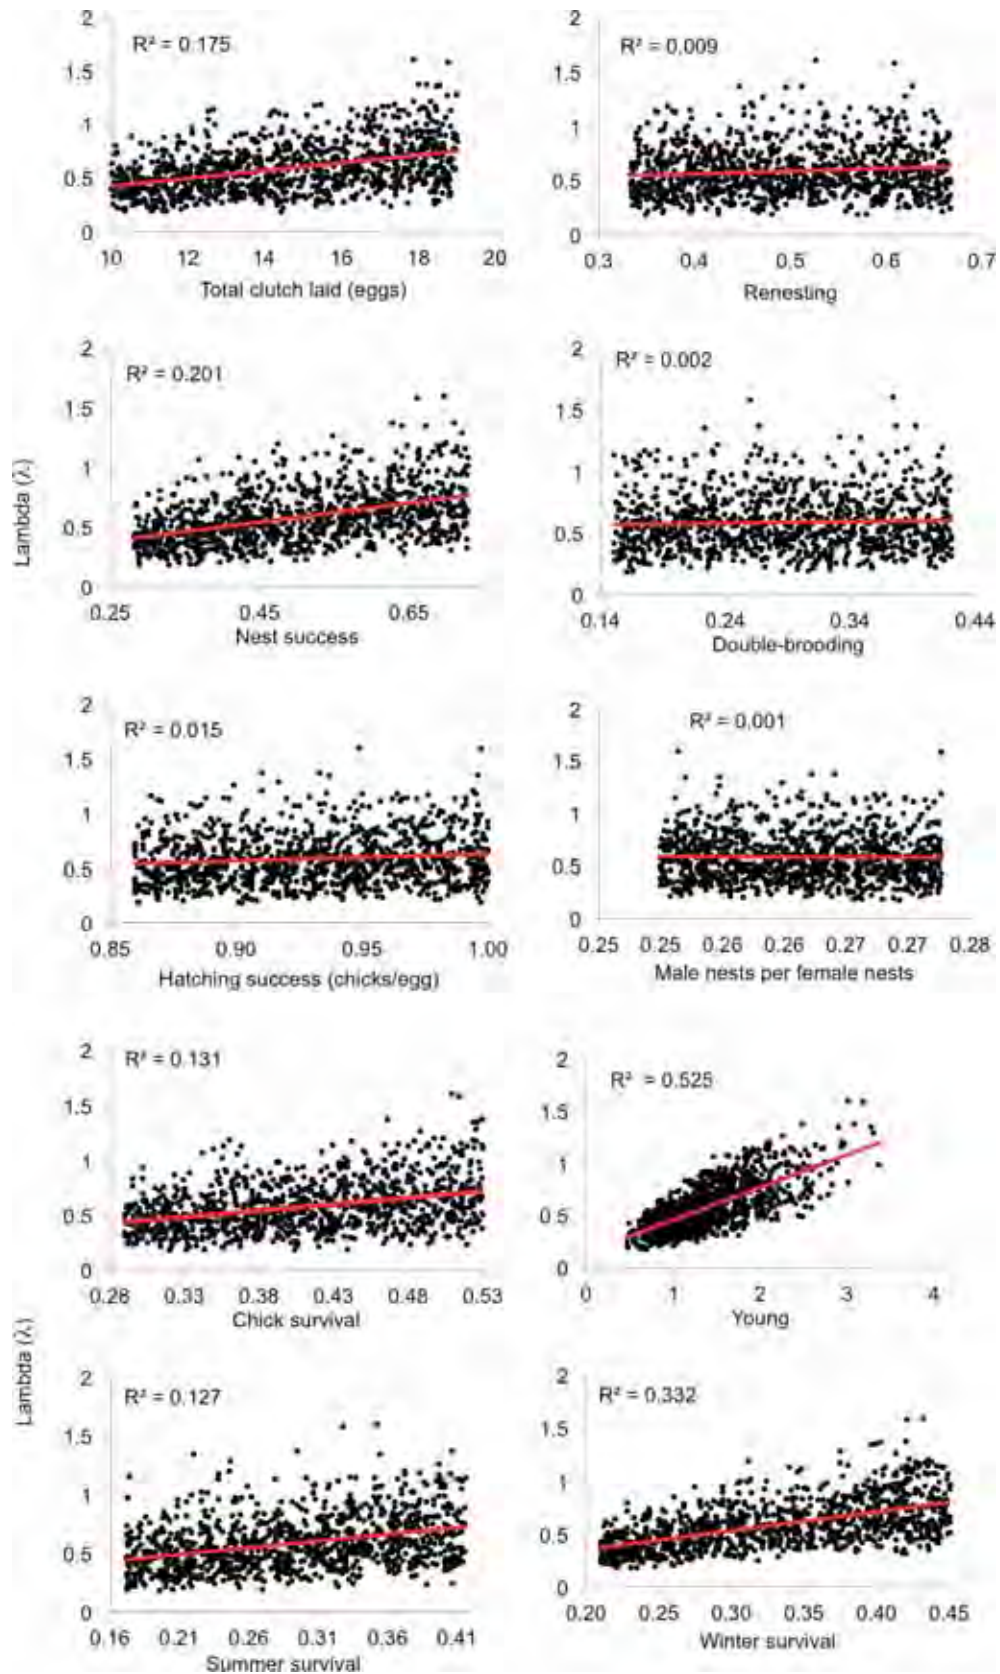 2
R² = 0.175
1.5
1
0.5
0
10 12 14 16 18 20
Total clutch laid (eggs)
2
R² = 0.009
1.5
1
0.5
0
0.3 0.4 0.5 0.6 0.7
Renesting
Lambda (λ)
2
R² = 0.201
1.5
1
0.5
0
0.25 0.45 0.65
Nest success
2
R² = 0.002
1.5
1
0.5
0
0.14 0.24 0.34 0.44
Double-brooding
2
R² = 0.015
1.5
1
0.5
0
0.85 0.90 0.95 1.00
Hatching success (chicks/egg)
2
R² = 0.001
1.5
1
0.5
0
0.25 0.25 0.26 0.26 0.27 0.27 0.28
Male nests per female nests
Lambda (λ)
2
R² = 0.131
1.5
1
0.5
0
0.28 0.33 0.38 0.43 0.48 0.53
Chick survival
2
R² = 0.525
1.5
1
0.5
0
0 1 2 3 4
Young
2
R² = 0.127
1.5
1
0.5
0
0.16 0.21 0.26 0.31 0.36 0.41
Summer survival
2
R² = 0.332
1.5
1
0.5
0
0.20 0.25 0.30 0.35 0.40 0.45
Winter survival